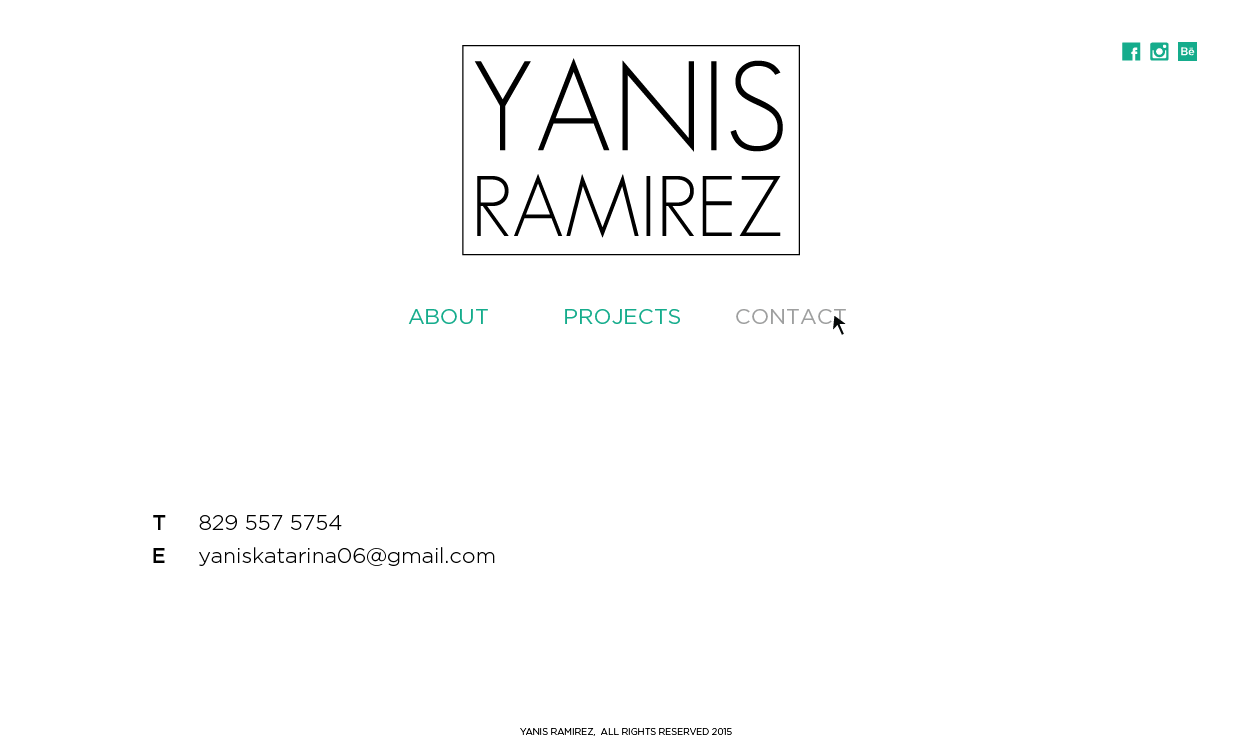 YANIS
RAMIREZ
Bē
ABOUT PROJECTS CONTACT
T 829 557 5754
E yaniskatarina06@gmail.com
YANIS RAMIREZ, ALL RIGHTS RESERVED 2015